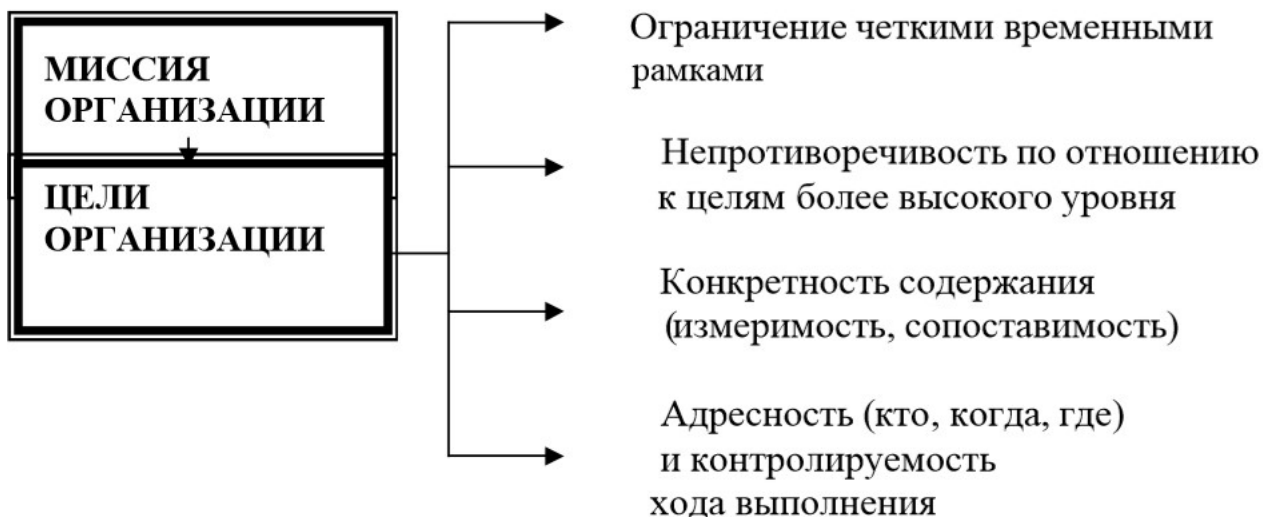 МИССИЯ
ОРГАНИЗАЦИИ
ЦЕЛИ
ОРГАНИЗАЦИИ
Ограничение четкими временными
рамками
Непротиворечивость по отношению
к целям более высокого уровня
Конкретность содержания
(измеримость, сопоставимость)
Адресность (кто, когда, где)
и контролируемость
хода выполнения